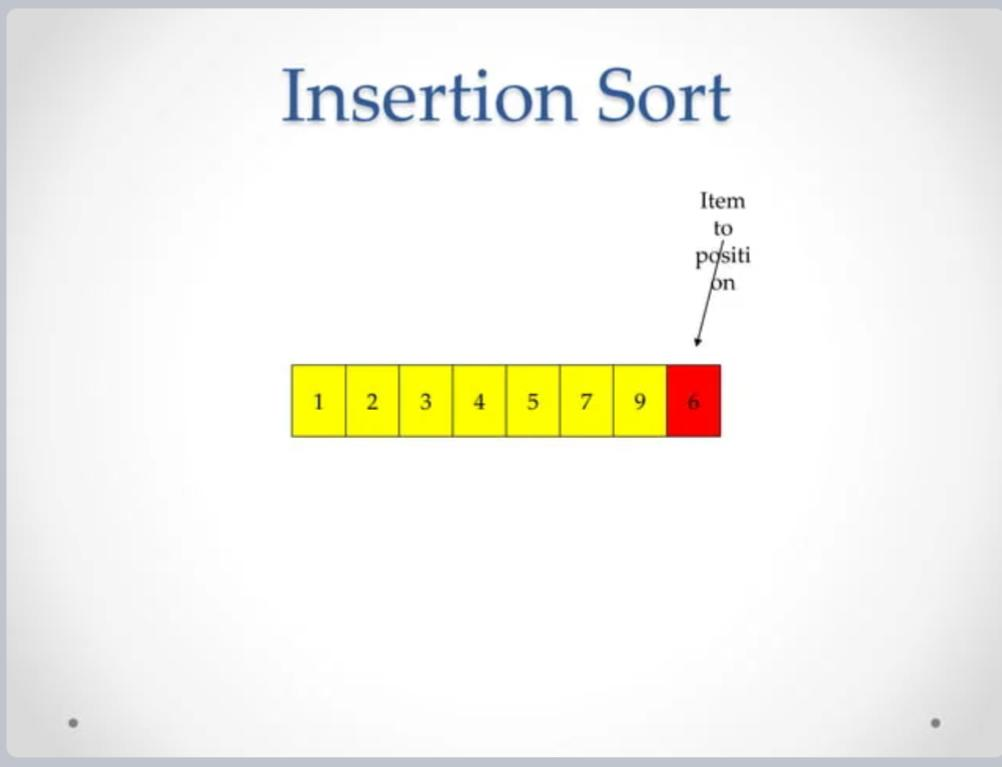 Insertion Sort
Item
to
positi
on
1 2 3 4 5 7 9 6